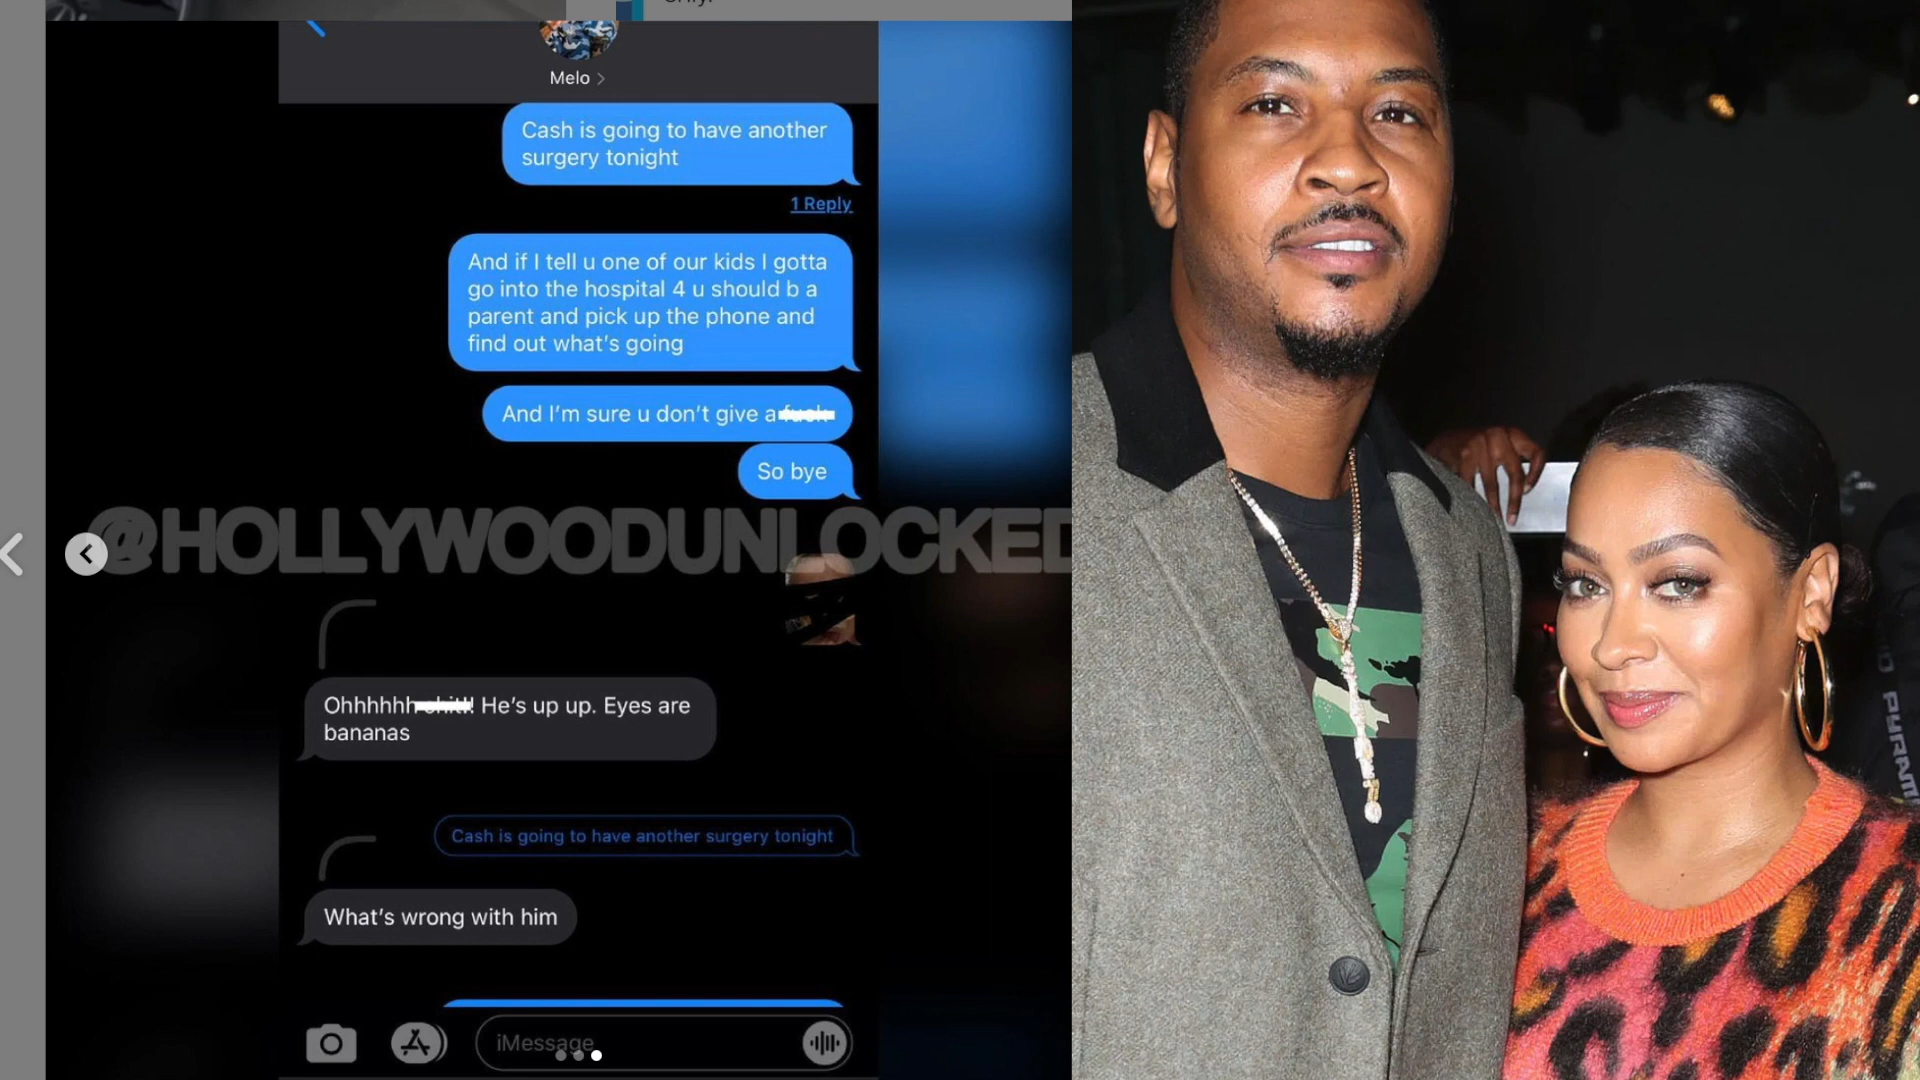 Melo
Cash is going to have another
surgery tonight
1 Reply
And if I tell u one of our kids I gotta
go into the hospital 4 u should b a
parent and pick up the phone and
find out what's going
And I'm sure u don't give a fuck
So bye
@HOLLYWOODUNLOCKED
Ohhhhhh shit!! He's up up. Eyes are
bananas
Cash is going to have another surgery tonight
What's wrong with him
iMessage